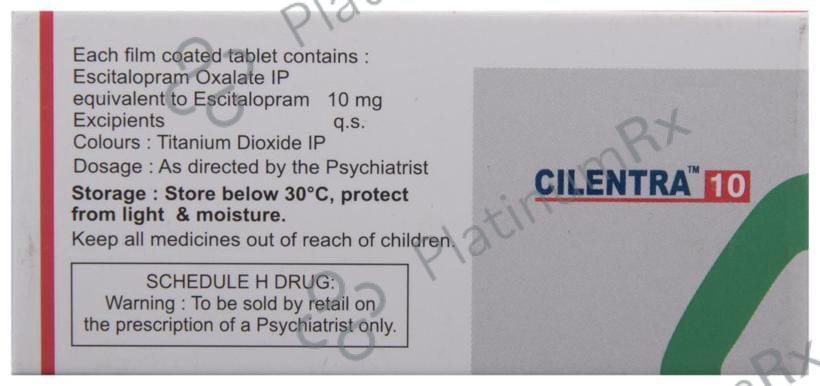 Each film coated tablet contains :
Escitalopram Oxalate IP
equivalent to Escitalopram 10 mg
Excipients q.s.
Colours : Titanium Dioxide IP
Dosage : As directed by the Psychiatrist
Storage : Store below 30°C, protect
from light & moisture.
Keep all medicines out of reach of children.
SCHEDULE H DRUG:
Warning : To be sold by retail on
the prescription of a Psychiatrist only.
CILENTRA™ 10
PlatinumRx
Platinum
Rx